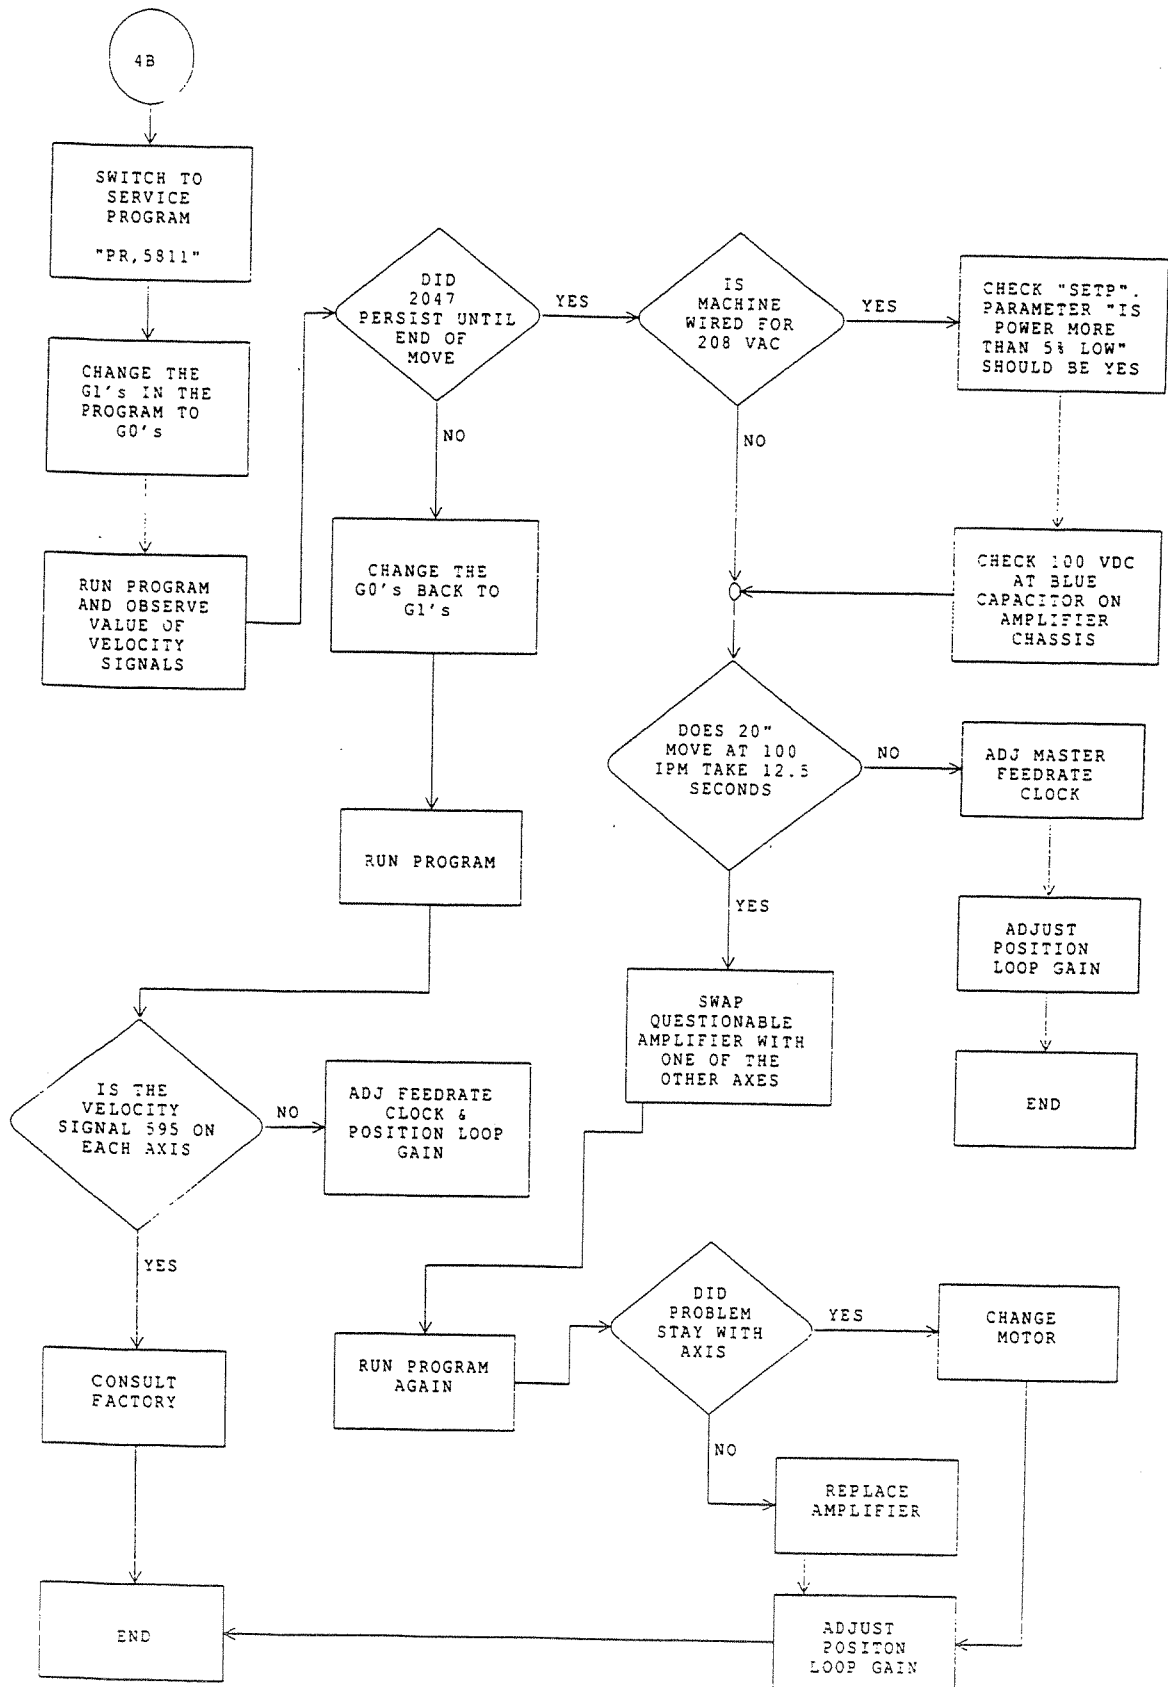 4B
SWITCH TO
SERVICE
PROGRAM
"PR,5811"
CHANGE THE
G1's IN THE
PROGRAM TO
G0's
RUN PROGRAM
AND OBSERVE
VALUE OF
VELOCITY
SIGNALS
DID
2047
PERSIST UNTIL
END OF
MOVE
YES
NO
IS
MACHINE
WIRED FOR
208 VAC
YES
NO
CHECK "SETP".
PARAMETER "IS
POWER MORE
THAN 5% LOW"
SHOULD BE YES
CHECK 100 VDC
AT BLUE
CAPACITOR ON
AMPLIFIER
CHASSIS
CHANGE THE
G0's BACK TO
G1's
RUN PROGRAM
DOES 20"
MOVE AT 100
IPM TAKE 12.5
SECONDS
NO
YES
ADJ MASTER
FEEDRATE
CLOCK
ADJUST
POSITION
LOOP GAIN
END
SWAP
QUESTIONABLE
AMPLIFIER WITH
ONE OF THE
OTHER AXES
IS THE
VELOCITY
SIGNAL 595 ON
EACH AXIS
NO
YES
ADJ FEEDRATE
CLOCK &
POSITION LOOP
GAIN
CONSULT
FACTORY
RUN PROGRAM
AGAIN
DID
PROBLEM
STAY WITH
AXIS
YES
NO
CHANGE
MOTOR
REPLACE
AMPLIFIER
ADJUST
POSITON
LOOP GAIN
END